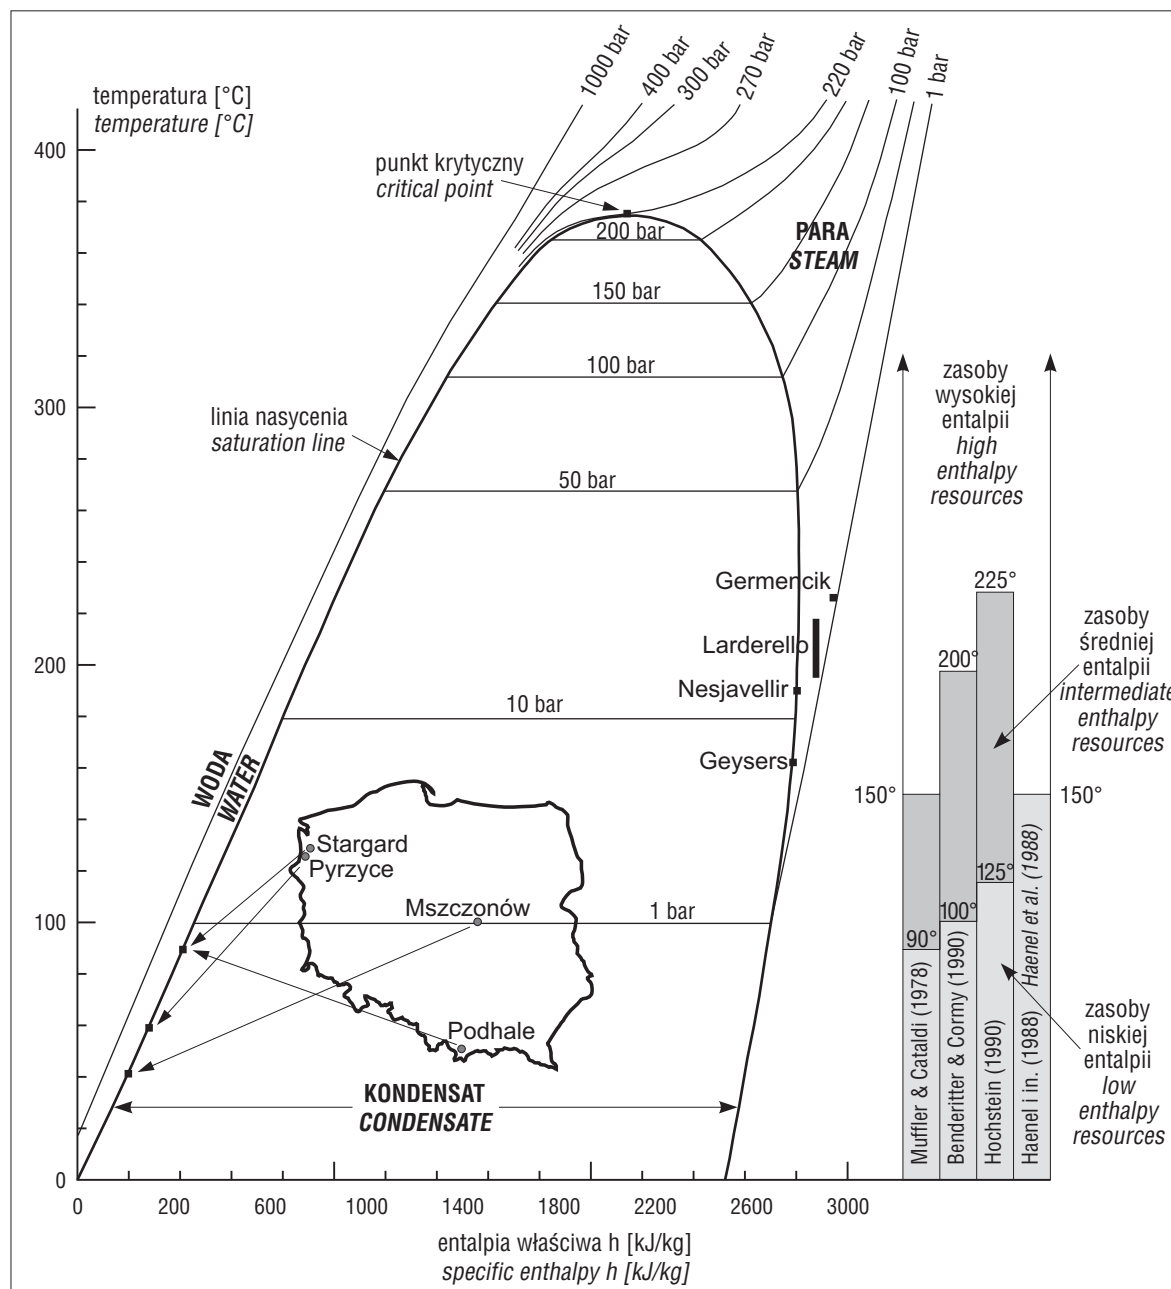 1000 bar
400 bar
300 bar
270 bar
220 bar
100 bar
1 bar
temperatura [°C]
temperature [°C]
400
punkt krytyczny
critical point
200 bar
PARA
STEAM
150 bar
100 bar
zasoby
wysokiej
entalpii
high
enthalpy
resources
300
linia nasycenia
saturation line
50 bar
Germencik
225°
zasoby
średniej
entalpii
intermediate
enthalpy
resources
Larderello
200
200°
Nesjavellir
10 bar
Geysers
WODA
WATER
150°
150°
Stargard
Pyrzyce
125°
Mszczonów
1 bar
100
100°
90°
Podhale
KONDENSAT
CONDENSATE
Muffler & Cataldi (1978)
Benderitter & Cormy (1990)
Hochstein (1990)
Haenel i in. (1988) Haenel et al. (1988)
zasoby
niskiej
entalpii
low
enthalpy
resources
0
0 200 600 1000 1400 1800 2200 2600 3000
entalpia właściwa h [kJ/kg]
specific enthalpy h [kJ/kg]